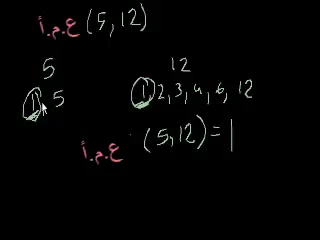 ع.م.أ (5, 12)
5 12
1, 5 1, 2, 3, 4, 6, 12
ع.م.أ (5, 12) = 1